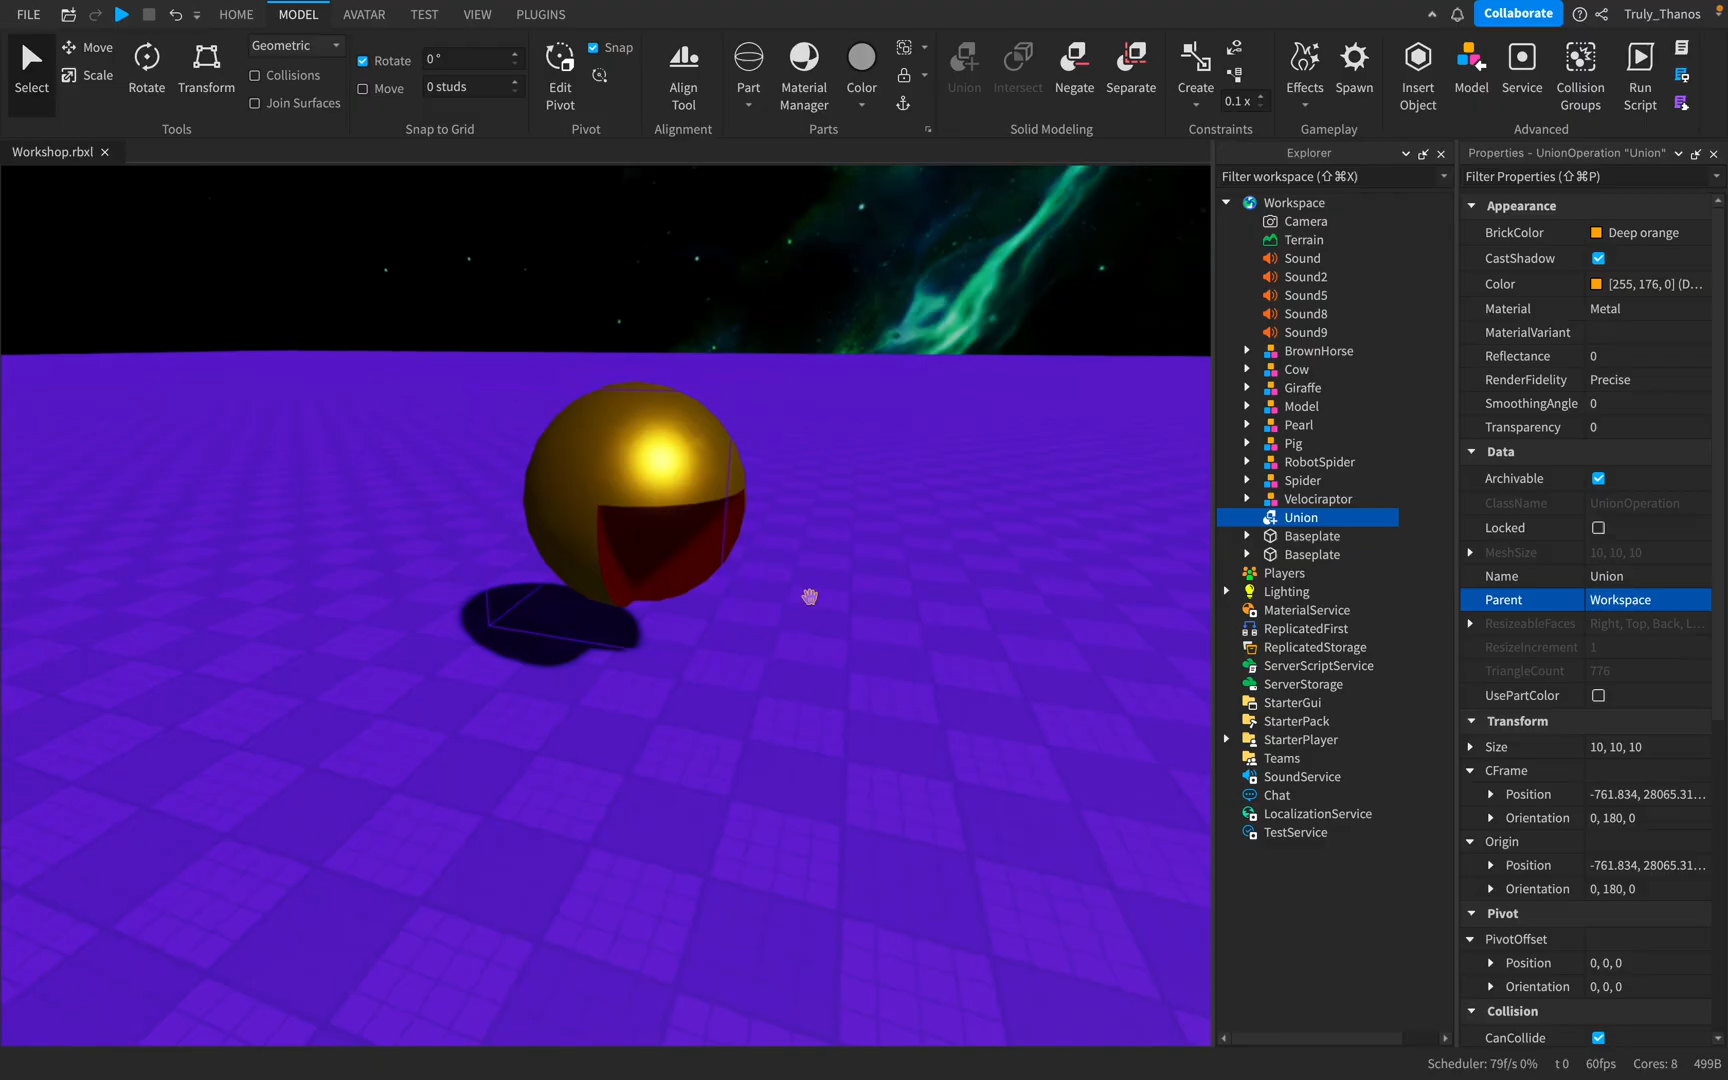 FILE HOME MODEL AVATAR TEST VIEW PLUGINS Collaborate Truly_Thanos
Select Move Scale Rotate Transform Geometric Collisions Join Surfaces
Tools
Rotate 0 °
Move 0 studs
Snap to Grid
Edit Pivot Snap
Pivot
Align Tool
Alignment
Part Material Manager Color
Parts
Union Intersect Negate Separate
Solid Modeling
Create 0.1 x
Constraints
Effects Spawn
Gameplay
Insert Object Model Service Collision Groups Run Script
Advanced
Workshop.rbxl
Explorer
Filter workspace (⇧⌘X)
Workspace
Camera
Terrain
Sound
Sound2
Sound5
Sound8
Sound9
BrownHorse
Cow
Giraffe
Model
Pearl
Pig
RobotSpider
Spider
Velociraptor
Union
Baseplate
Baseplate
Players
Lighting
MaterialService
ReplicatedFirst
ReplicatedStorage
ServerScriptService
ServerStorage
StarterGui
StarterPack
StarterPlayer
Teams
SoundService
Chat
LocalizationService
TestService
Properties - UnionOperation "Union"
Filter Properties (⇧⌘P)
Appearance
BrickColor Deep orange
CastShadow
Color [255, 176, 0] (D...
Material Metal
MaterialVariant
Reflectance 0
RenderFidelity Precise
SmoothingAngle 0
Transparency 0
Data
Archivable
ClassName UnionOperation
Locked
MeshSize 10, 10, 10
Name Union
Parent Workspace
ResizeableFaces Right, Top, Back, L...
ResizeIncrement 1
TriangleCount 776
UsePartColor
Transform
Size 10, 10, 10
CFrame
Position -761.834, 28065.31...
Orientation 0, 180, 0
Origin
Position -761.834, 28065.31...
Orientation 0, 180, 0
Pivot
PivotOffset
Position 0, 0, 0
Orientation 0, 0, 0
Collision
CanCollide
Scheduler: 79f/s 0% t 0 60fps Cores: 8 499B